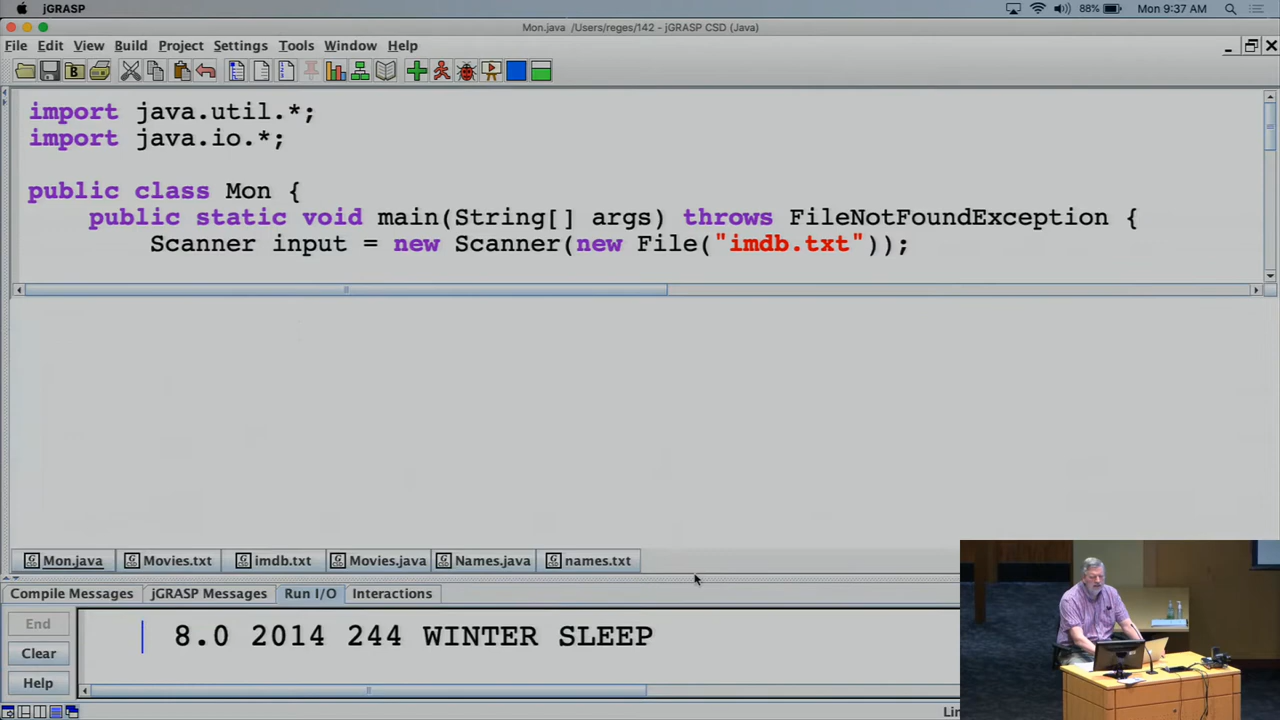 jGRASP
88%
Mon 9:37 AM
Mon.java /Users/reges/142 - jGRASP CSD (Java)
File Edit View Build Project Settings Tools Window Help
import java.util.*;
import java.io.*;
public class Mon {
public static void main(String[] args) throws FileNotFoundException {
Scanner input = new Scanner(new File("imdb.txt"));
Mon.java Movies.txt imdb.txt Movies.java Names.java names.txt
Compile Messages jGRASP Messages Run I/O Interactions
End
8.0 2014 244 WINTER SLEEP
Clear
Help